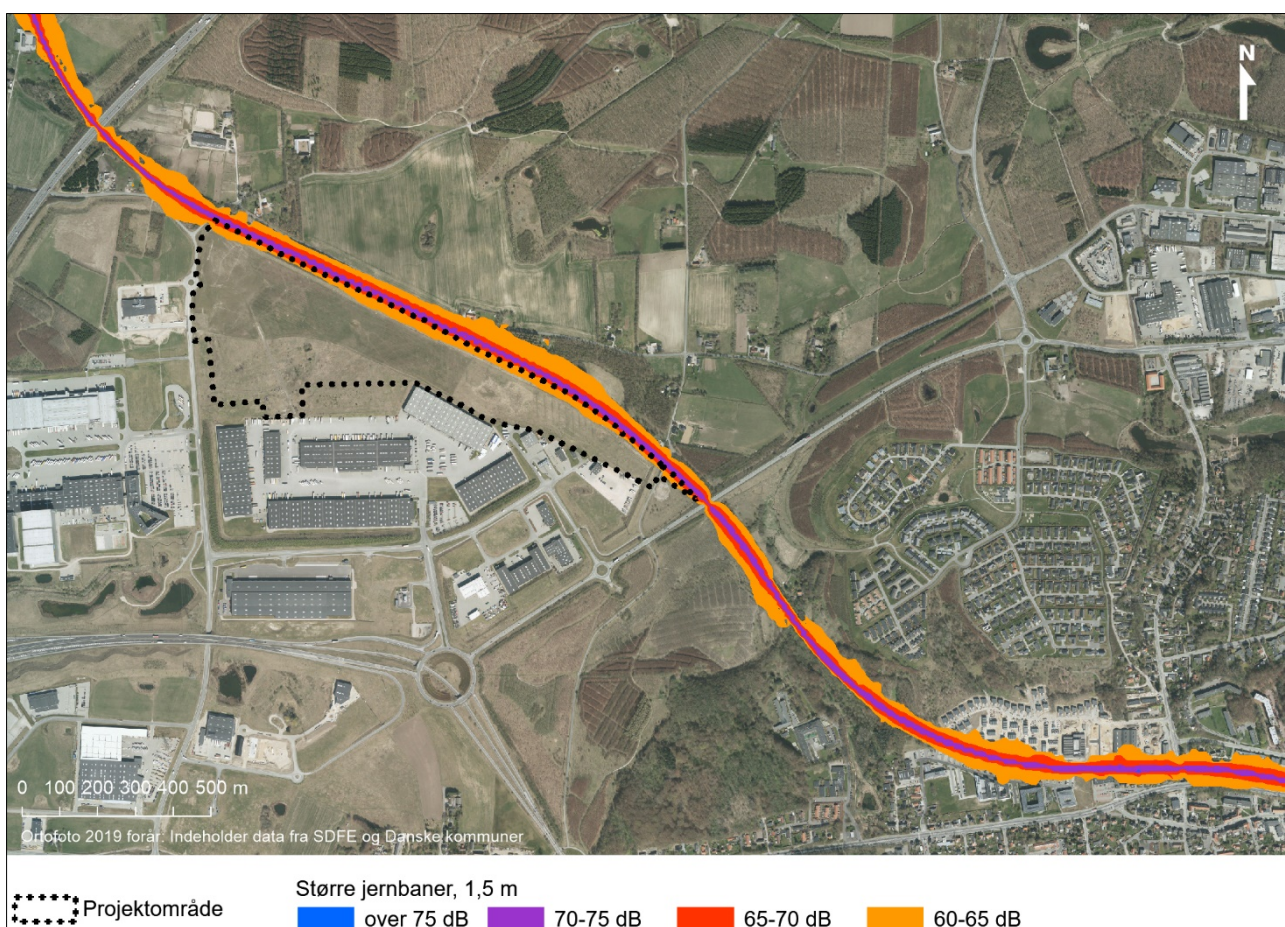 N
0 100 200 300 400 500 m
Ortofoto 2019 forår. Indeholder data fra SDFE og Danske kommuner
Større jernbaner, 1,5 m
Projektområde
over 75 dB 70-75 dB 65-70 dB 60-65 dB